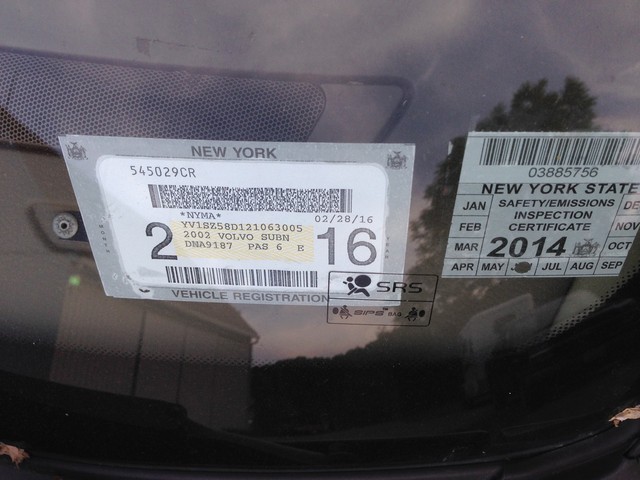 NEW YORK
545029CR
*NYMA* 02/28/16
YV1SZ58D121063005
2002 VOLVO SUBN
DNA9187 PAS 6 E
2 16
VEHICLE REGISTRATION
SRS
SIPS BAG
03885756
NEW YORK STATE
SAFETY/EMISSIONS
INSPECTION
CERTIFICATE
2014
JAN
FEB
MAR
APR MAY JUL AUG SEP
OCT
NOV